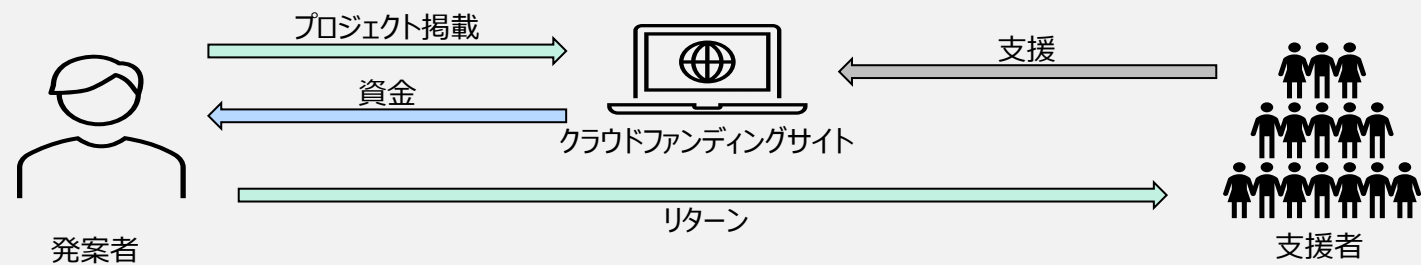 プロジェクト掲載
支援
資金
クラウドファンディングサイト
リターン
発案者
支援者